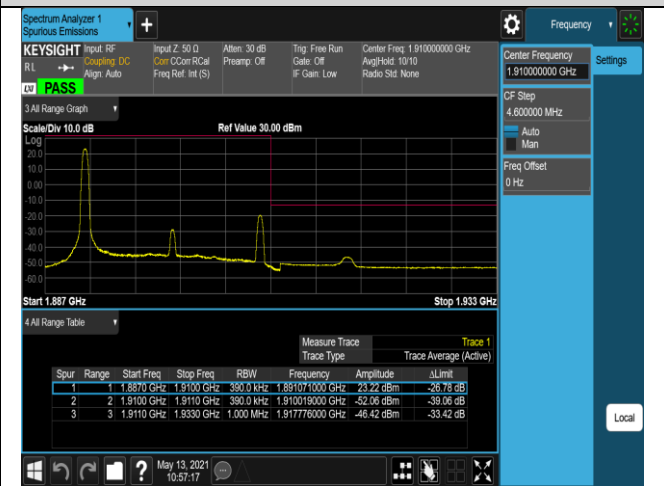 Spectrum Analyzer 1
Spurious Emissions
+
Frequency
KEYSIGHT Input: RF Input Z: 50 Ω Atten: 30 dB Trig: Free Run Center Freq: 1.910000000 GHz
RL Coupling: DC Corr CCorr RCal Preamp: Off Gate: Off Avg|Hold: 10/10
Align: Auto Freq Ref: Int (S) IF Gain: Low Radio Std: None
LXI PASS
3 All Range Graph
Scale/Div 10.0 dB Ref Value 30.00 dBm
Log
20.0
10.0
0.00
-10.0
-20.0
-30.0
-40.0
-50.0
-60.0
Start 1.887 GHz Stop 1.933 GHz
4 All Range Table
Measure Trace Trace 1
Trace Type Trace Average (Active)
Spur Range Start Freq Stop Freq RBW Frequency Amplitude ΔLimit
1 1 1.8870 GHz 1.9100 GHz 390.0 kHz 1.891071000 GHz 23.22 dBm -26.78 dB
2 2 1.9100 GHz 1.9110 GHz 390.0 kHz 1.910019000 GHz -52.06 dBm -39.06 dB
3 3 1.9110 GHz 1.9330 GHz 1.000 MHz 1.917776000 GHz -46.42 dBm -33.42 dB
Center Frequency
1.910000000 GHz
Settings
CF Step
4.600000 MHz
Auto
Man
Freq Offset
0 Hz
Local
? May 13, 2021
10:57:17